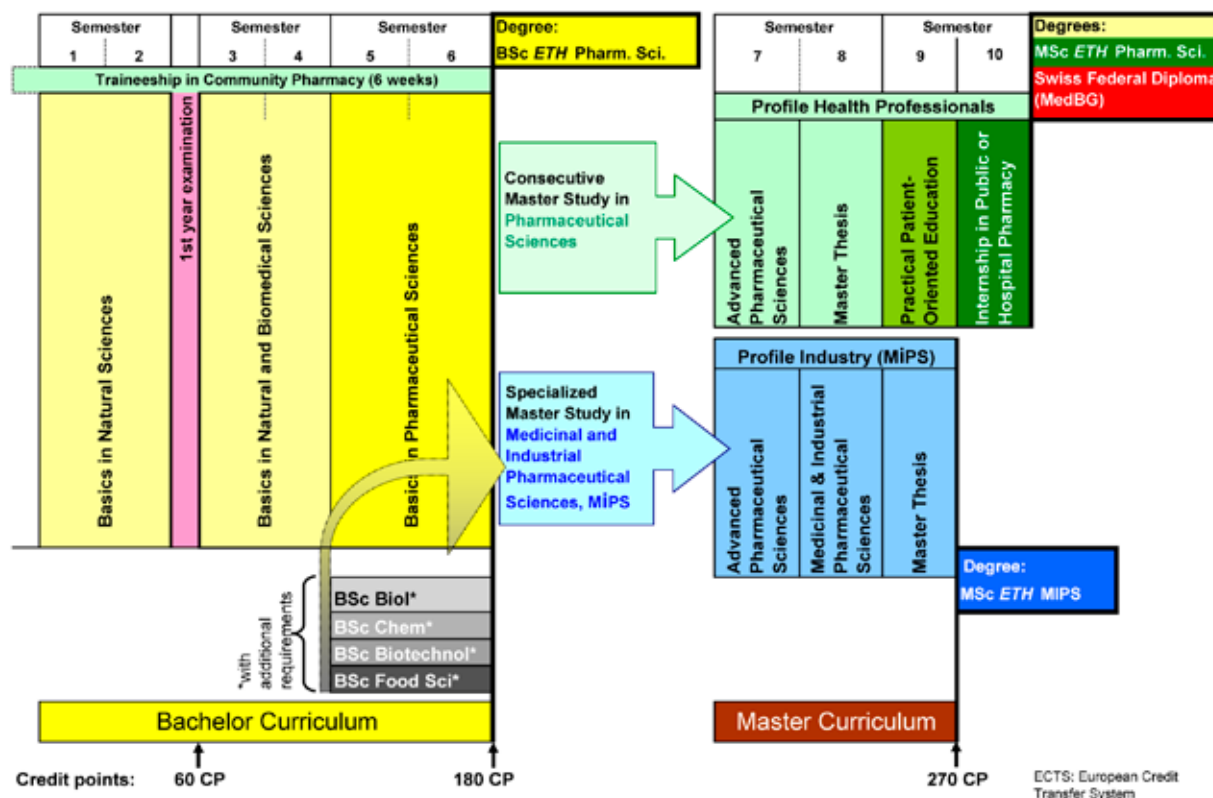 Semester
1 2
Semester
3 4
Semester
5 6
Degree:
BSc ETH Pharm. Sci.
Semester
7 8
Semester
9 10
Degrees:
MSc ETH Pharm. Sci.
Swiss Federal Diploma
(MedBG)
Traineeship in Community Pharmacy (6 weeks)
Basics in Natural Sciences
1st year examination
Basics in Natural and Biomedical Sciences
Basics in Pharmaceutical Sciences
Consecutive
Master Study in
Pharmaceutical
Sciences
Profile Health Professionals
Advanced
Pharmaceutical
Sciences
Master Thesis
Practical Patient-
Oriented Education
Internship in Public or
Hospital Pharmacy
Specialized
Master Study in
Medicinal and
Industrial
Pharmaceutical
Sciences, MiPS
Profile Industry (MiPS)
Advanced
Pharmaceutical
Sciences
Medicinal & Industrial
Pharmaceutical
Sciences
Master Thesis
Degree:
MSc ETH MIPS
*with
additional
requirements
BSc Biol*
BSc Chem*
BSc Biotechnol*
BSc Food Sci*
Bachelor Curriculum
Master Curriculum
Credit points: 60 CP 180 CP 270 CP
ECTS: European Credit
Transfer System